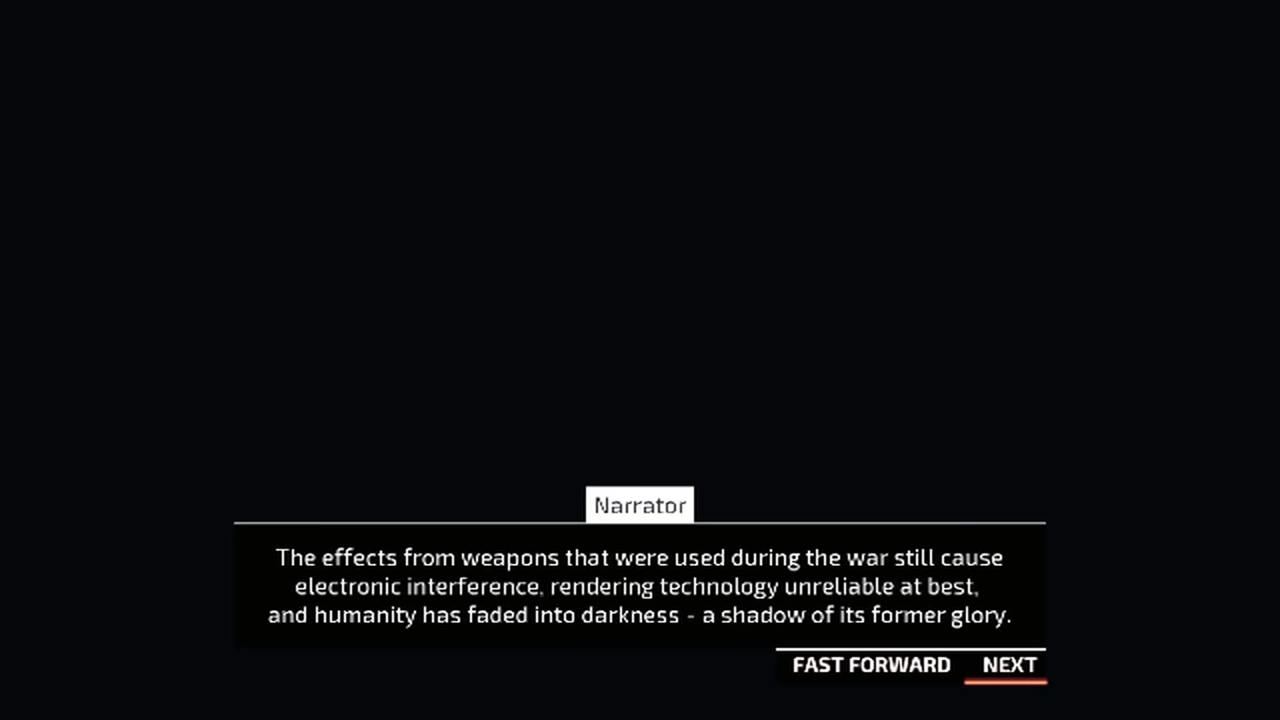 Narrator
The effects from weapons that were used during the war still cause
electronic interference, rendering technology unreliable at best,
and humanity has faded into darkness - a shadow of its former glory.
FAST FORWARD NEXT